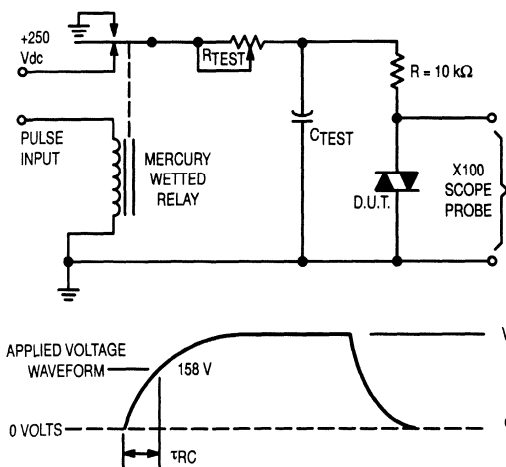 +250
Vdc
RTEST
R = 10 kΩ
PULSE
INPUT
MERCURY
WETTED
RELAY
CTEST
D.U.T.
X100
SCOPE
PROBE
APPLIED VOLTAGE
WAVEFORM
158 V
0 VOLTS
τRC